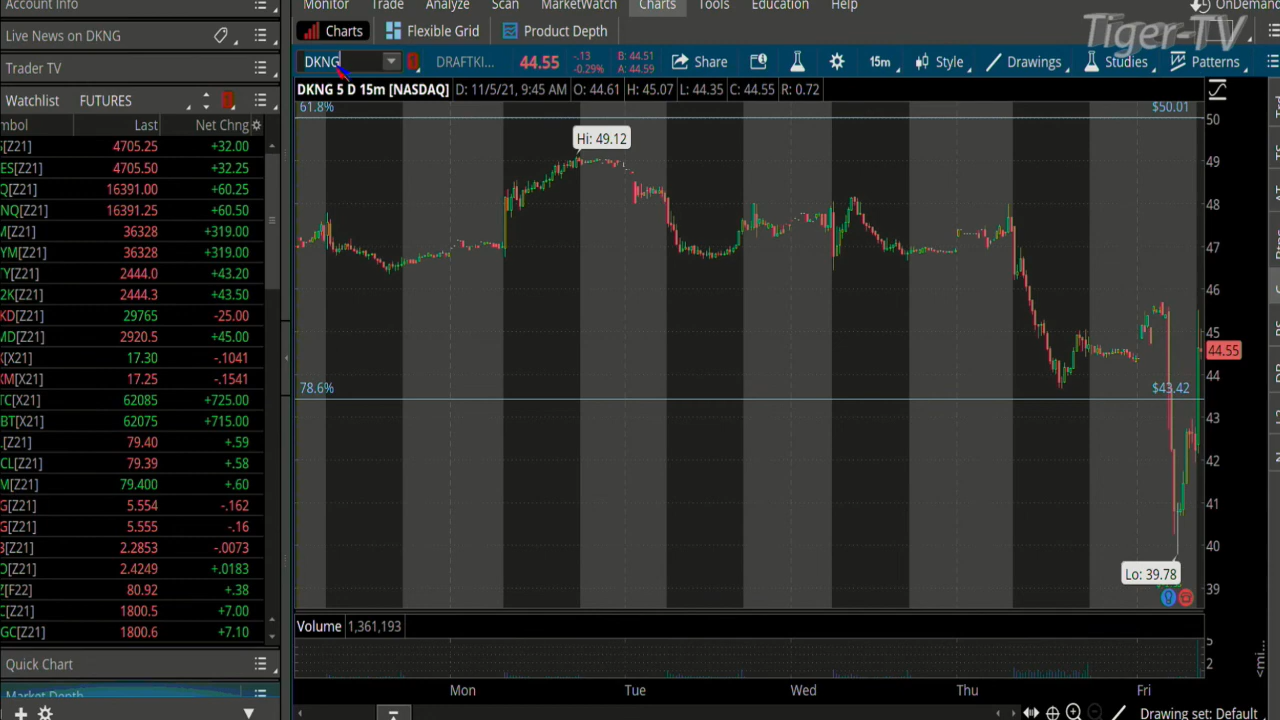 Account Info
Monitor Trade Analyze Scan MarketWatch Charts Tools Education Help
OnDemand
Tiger-TV
Live News on DKNG
Charts Flexible Grid Product Depth
Trader TV
DKNG DRAFTKI... 44.55 -.13 B: 44.51
-0.29% A: 44.59
Share 15m Style Drawings Studies Patterns
Watchlist FUTURES
DKNG 5 D 15m [NASDAQ] D: 11/5/21, 9:45 AM O: 44.61 H: 45.07 L: 44.35 C: 44.55 R: 0.72
mbol Last Net Chng
S[Z21] 4705.25 +32.00
ES[Z21] 4705.50 +32.25
Q[Z21] 16391.00 +60.25
NQ[Z21] 16391.25 +60.50
M[Z21] 36328 +319.00
YM[Z21] 36328 +319.00
TY[Z21] 2444.0 +43.20
2K[Z21] 2444.3 +43.50
KD[Z21] 29765 -25.00
MD[Z21] 2920.5 +45.00
X[X21] 17.30 -.1041
XM[X21] 17.25 -.1541
TC[X21] 62085 +725.00
BT[X21] 62075 +715.00
[Z21] 79.40 +.59
CL[Z21] 79.39 +.58
M[Z21] 79.400 +.60
G[Z21] 5.554 -.162
G[Z21] 5.555 -.16
B[Z21] 2.2853 -.0073
O[Z21] 2.4249 +.0183
Z[F22] 80.92 +.38
C[Z21] 1800.5 +7.00
GC[Z21] 1800.6 +7.10
61.8% $50.01
Hi: 49.12
78.6% $43.42
Lo: 39.78
50
49
48
47
46
45
44.55
44
43
42
41
40
39
Volume 1,361,193
5
2
<mi...
Quick Chart
Market Depth
Mon Tue Wed Thu Fri
Drawing set: Default